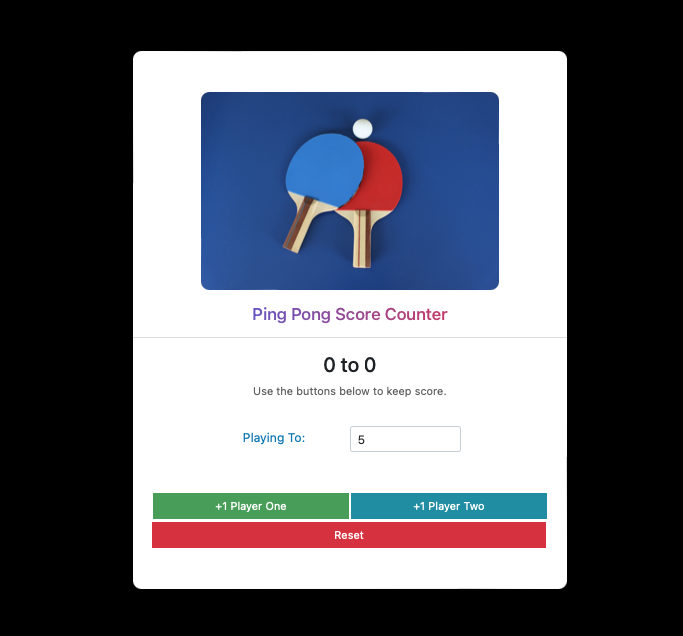 Ping Pong Score Counter
0 to 0
Use the buttons below to keep score.
Playing To: 5
+1 Player One +1 Player Two
Reset